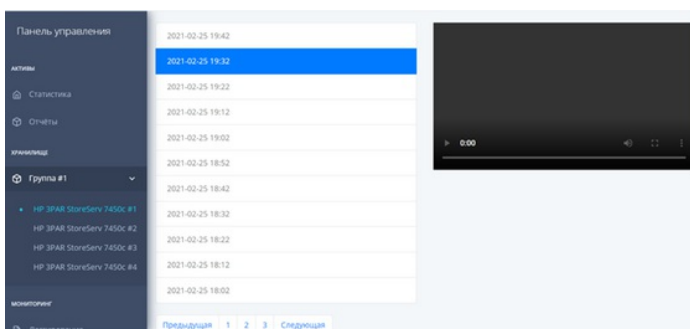 Панель управления
АКТИВЫ
Статистика
Отчёты
ХРАНИЛИЩЕ
Группа #1
HP 3PAR StoreServ 7450c #1
HP 3PAR StoreServ 7450c #2
HP 3PAR StoreServ 7450c #3
HP 3PAR StoreServ 7450c #4
МОНИТОРИНГ
2021-02-25 19:42
2021-02-25 19:32
2021-02-25 19:22
2021-02-25 19:12
2021-02-25 19:02
2021-02-25 18:52
2021-02-25 18:42
2021-02-25 18:32
2021-02-25 18:22
2021-02-25 18:12
2021-02-25 18:02
Предыдущая 1 2 3 Следующая
0:00